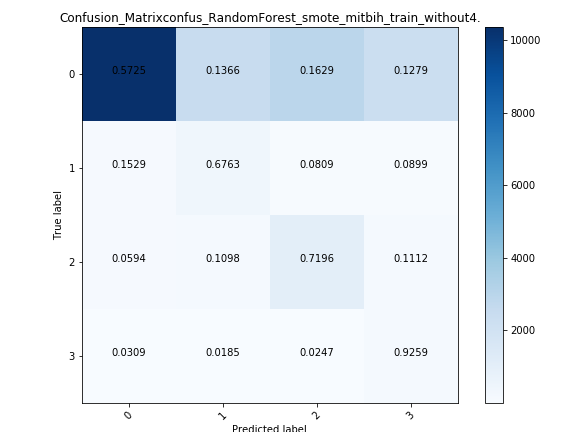 Confusion_Matrixconfus_RandomForest_smote_mitbih_train_without4.
0 0.5725 0.1366 0.1629 0.1279
1 0.1529 0.6763 0.0809 0.0899
2 0.0594 0.1098 0.7196 0.1112
3 0.0309 0.0185 0.0247 0.9259
True label
0 1 2 3
Predicted label
10000
8000
6000
4000
2000